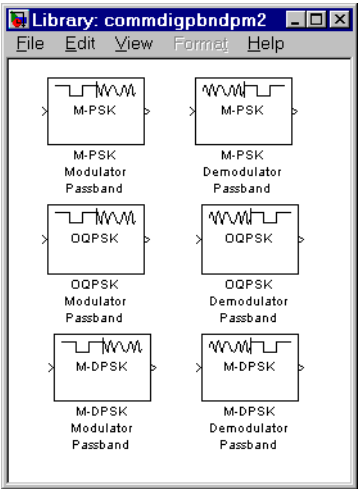 Library: commdigpbndpm2
File Edit View Format Help
M-PSK M-PSK
M-PSK Modulator Passband
M-PSK Demodulator Passband
OQPSK OQPSK
OQPSK Modulator Passband
OQPSK Demodulator Passband
M-DPSK M-DPSK
M-DPSK Modulator Passband
M-DPSK Demodulator Passband